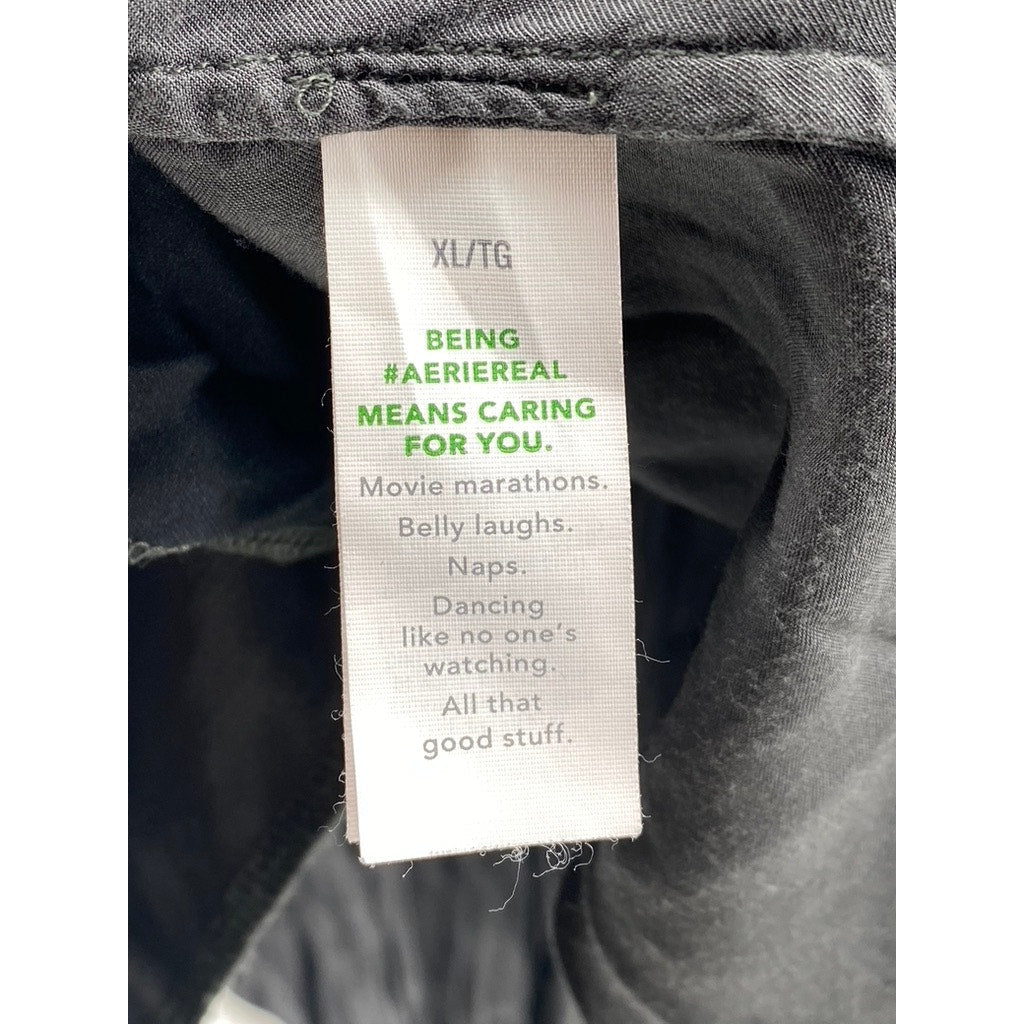 XL/TG
BEING
#AERIEREAL
MEANS CARING
FOR YOU.
Movie marathons.
Belly laughs.
Naps.
Dancing
like no one's
watching.
All that
good stuff.